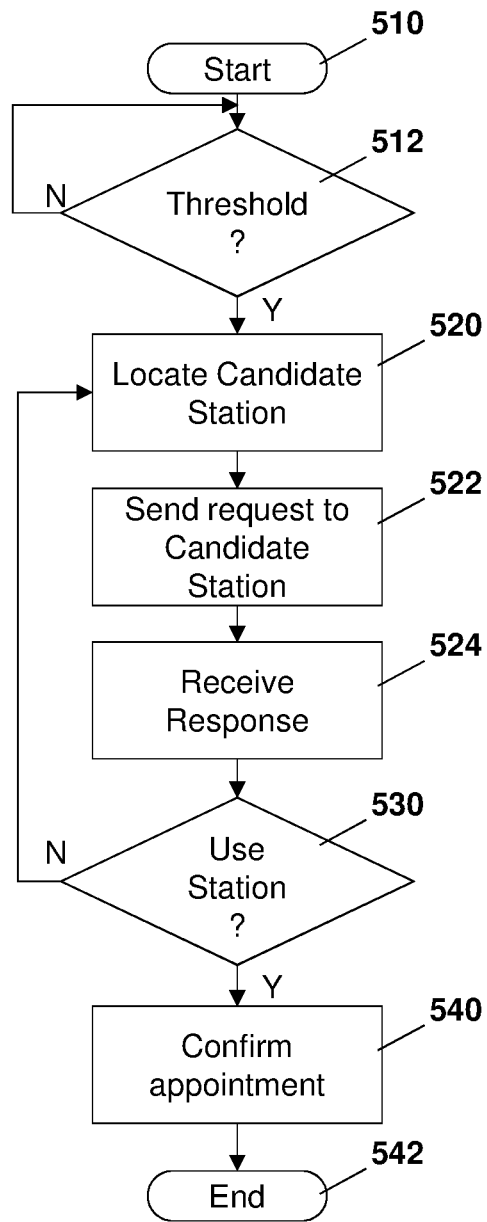 510
Start
512
N
Threshold
?
Y
520
Locate Candidate
Station
522
Send request to
Candidate
Station
524
Receive
Response
530
N
Use
Station
?
Y
540
Confirm
appointment
542
End